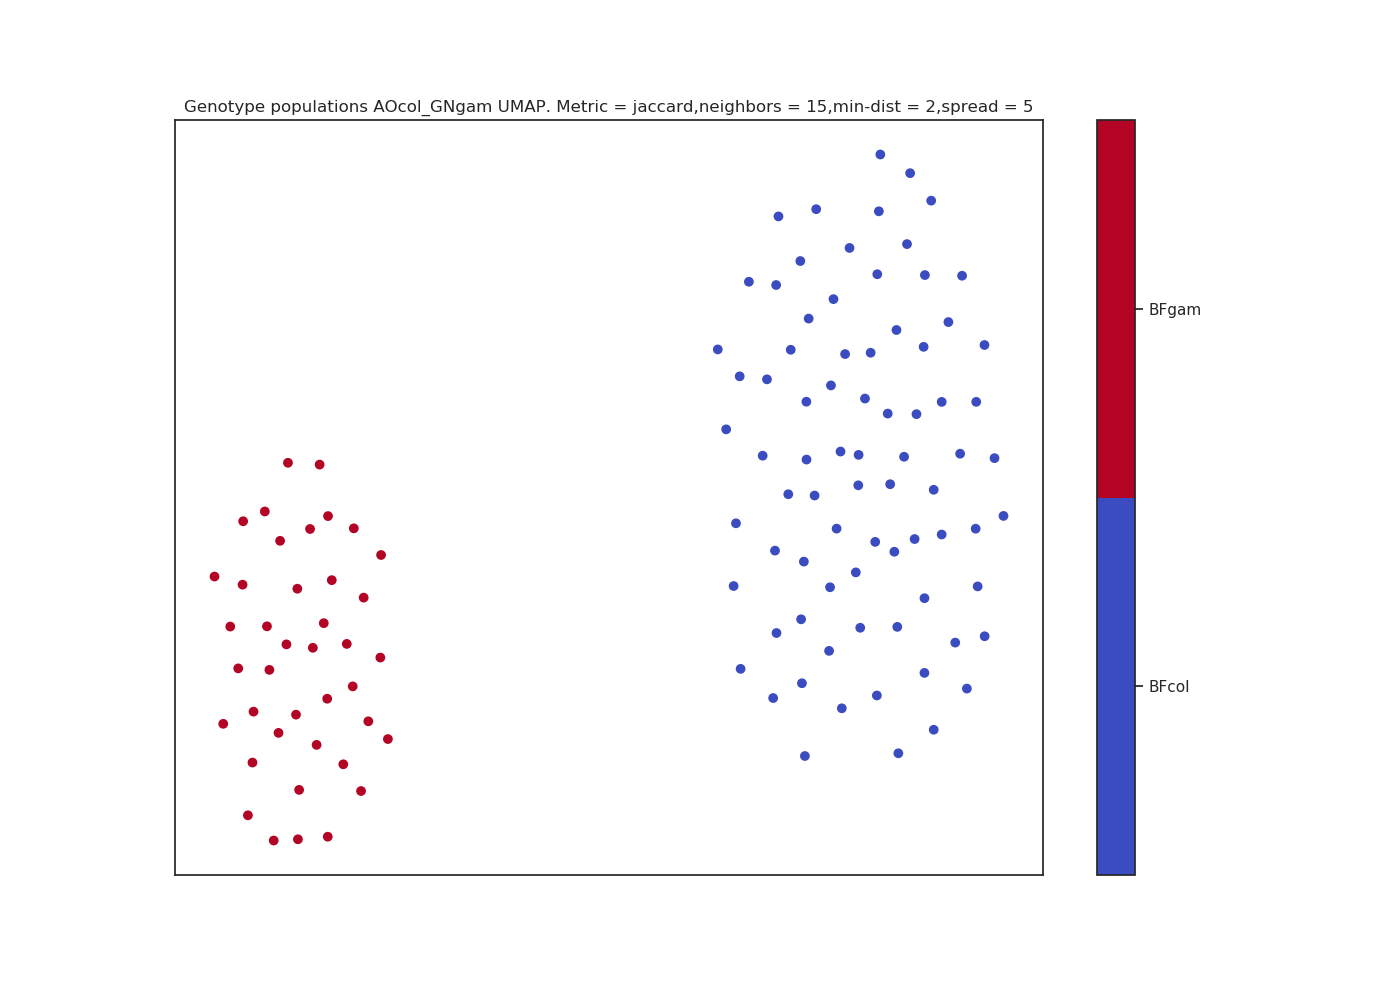 Genotype populations AOcol_GNgam UMAP. Metric = jaccard,neighbors = 15,min-dist = 2,spread = 5
BFgam
BFcol